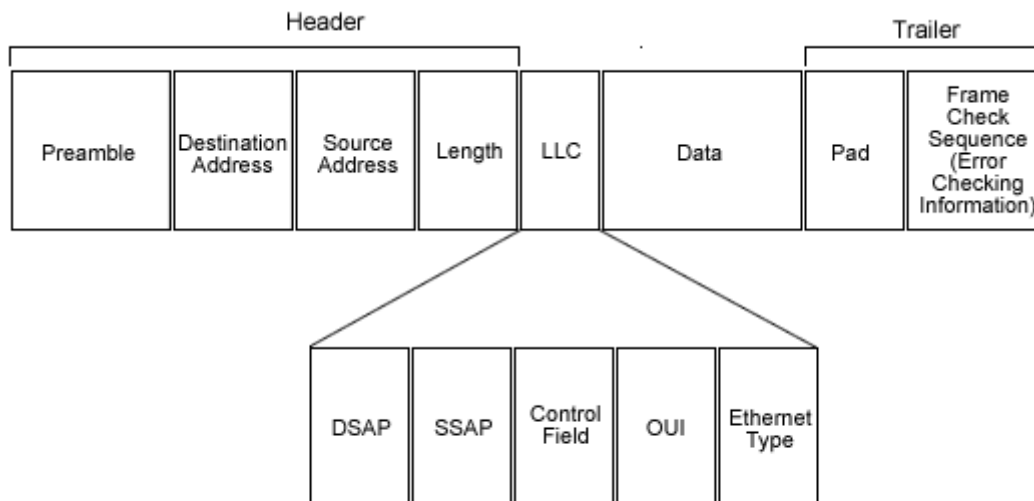 Header
Trailer
Preamble
Destination
Address
Source
Address
Length
LLC
Data
Pad
Frame
Check
Sequence
(Error
Checking
Information)
DSAP
SSAP
Control
Field
OUI
Ethernet
Type